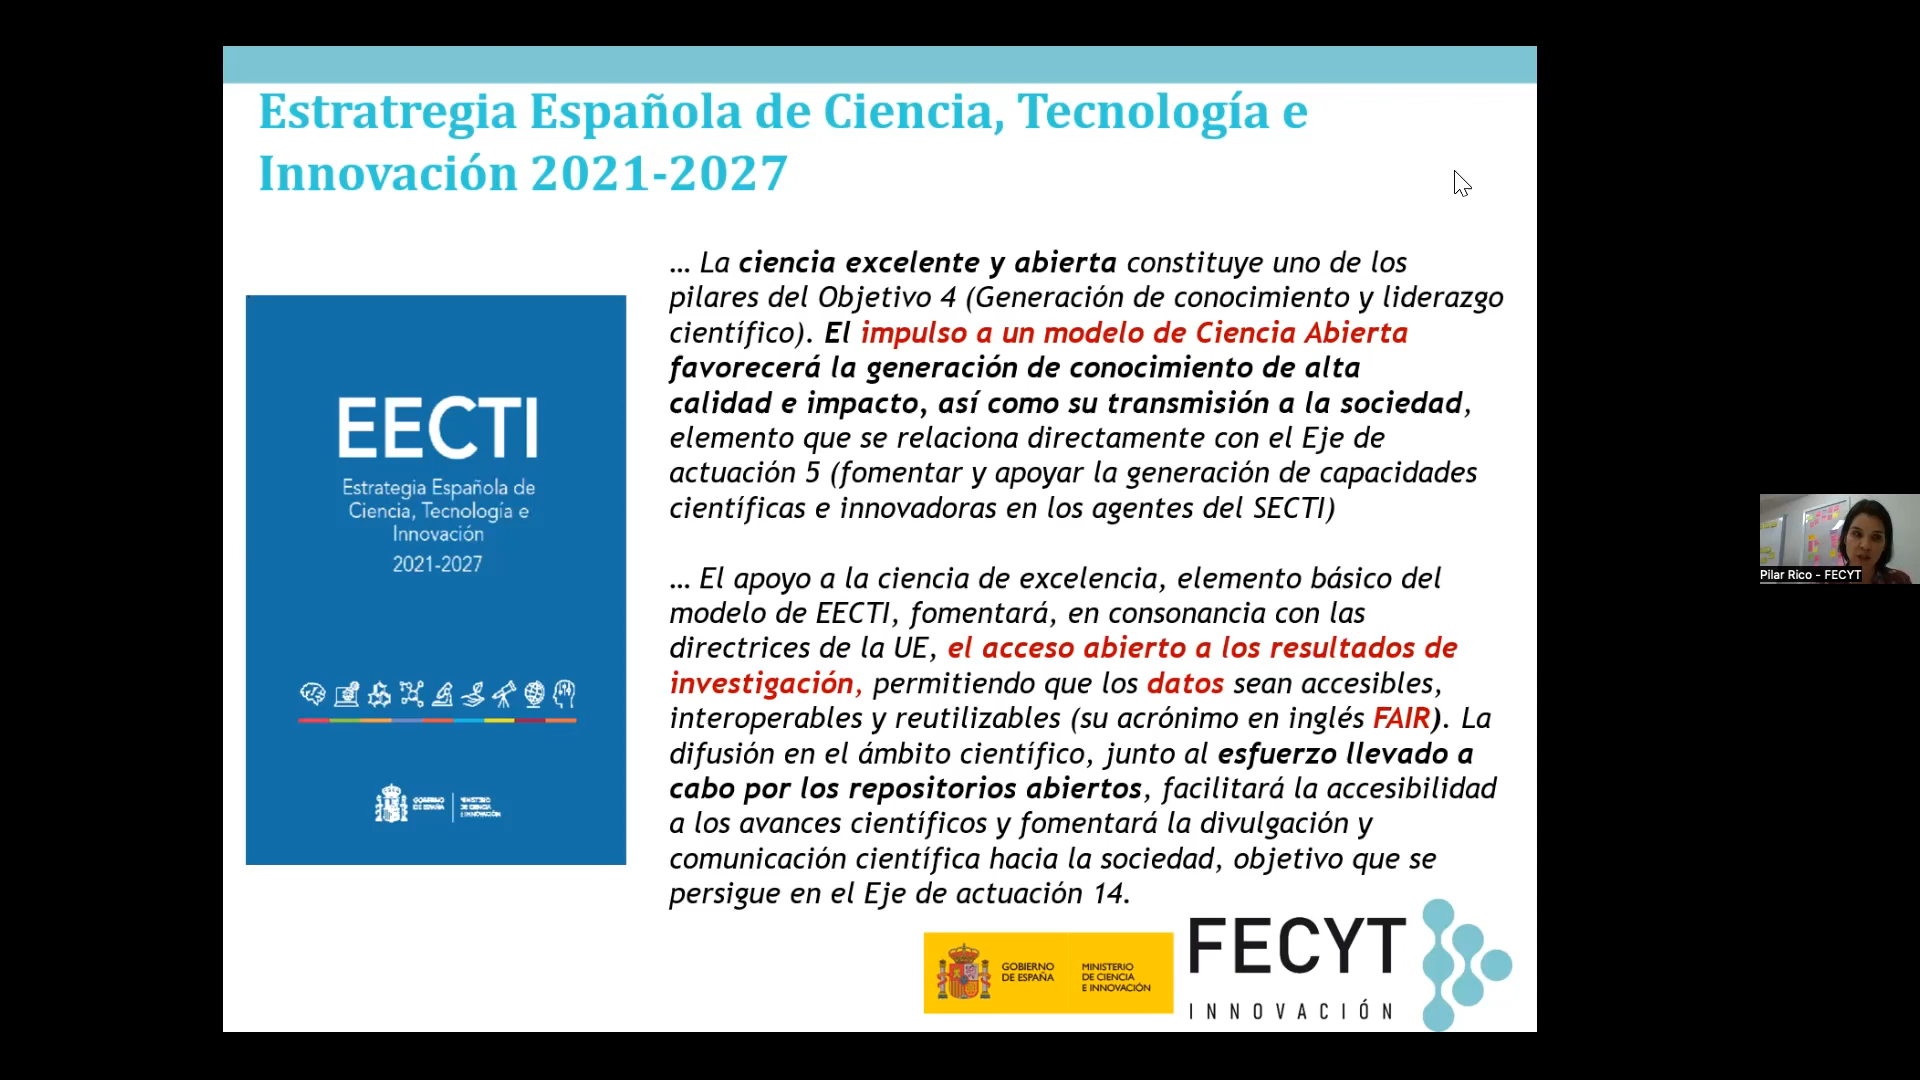 Estratregia Española de Ciencia, Tecnología e
Innovación 2021-2027
EECTI
Estrategia Española de
Ciencia, Tecnología e
Innovación
2021-2027
GOBIERNO
DE ESPAÑA
MINISTERIO
DE CIENCIA
E INNOVACIÓN
... La ciencia excelente y abierta constituye uno de los
pilares del Objetivo 4 (Generación de conocimiento y liderazgo
científico). El impulso a un modelo de Ciencia Abierta
favorecerá la generación de conocimiento de alta
calidad e impacto, así como su transmisión a la sociedad,
elemento que se relaciona directamente con el Eje de
actuación 5 (fomentar y apoyar la generación de capacidades
científicas e innovadoras en los agentes del SECTI)
... El apoyo a la ciencia de excelencia, elemento básico del
modelo de EECTI, fomentará, en consonancia con las
directrices de la UE, el acceso abierto a los resultados de
investigación, permitiendo que los datos sean accesibles,
interoperables y reutilizables (su acrónimo en inglés FAIR). La
difusión en el ámbito científico, junto al esfuerzo llevado a
cabo por los repositorios abiertos, facilitará la accesibilidad
a los avances científicos y fomentará la divulgación y
comunicación científica hacia la sociedad, objetivo que se
persigue en el Eje de actuación 14.
GOBIERNO
DE ESPAÑA
MINISTERIO
DE CIENCIA
E INNOVACIÓN
FECYT
INNOVACIÓN
Pilar Rico - FECYT